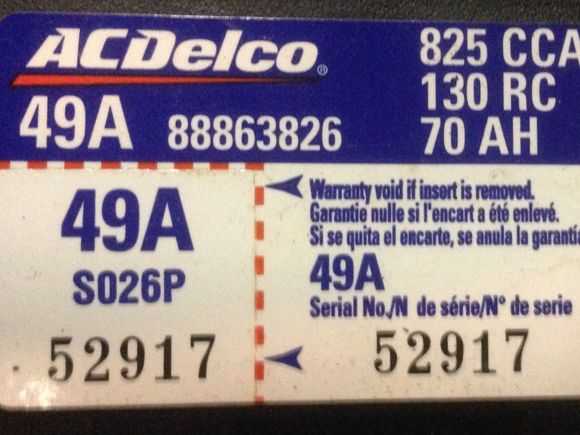 ACDelco®
825 CCA
130 RC
70 AH
49A 88863826
49A
S026P
52917
Warranty void if insert is removed.
Garantie nulle si l'encart a été enlevé.
Si se quita el encarte, se anula la garantía
49A
Serial No./N de série/N° de serie
52917